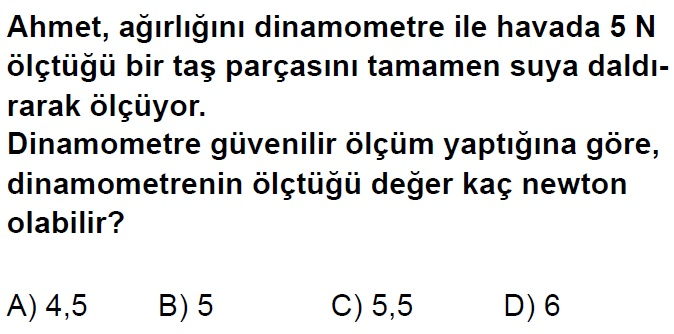 Ahmet, ağırlığını dinamometre ile havada 5 N
ölçtüğü bir taş parçasını tamamen suya daldı-
rarak ölçüyor.
Dinamometre güvenilir ölçüm yaptığına göre,
dinamometrenin ölçtüğü değer kaç newton
olabilir?
A) 4,5 B) 5 C) 5,5 D) 6